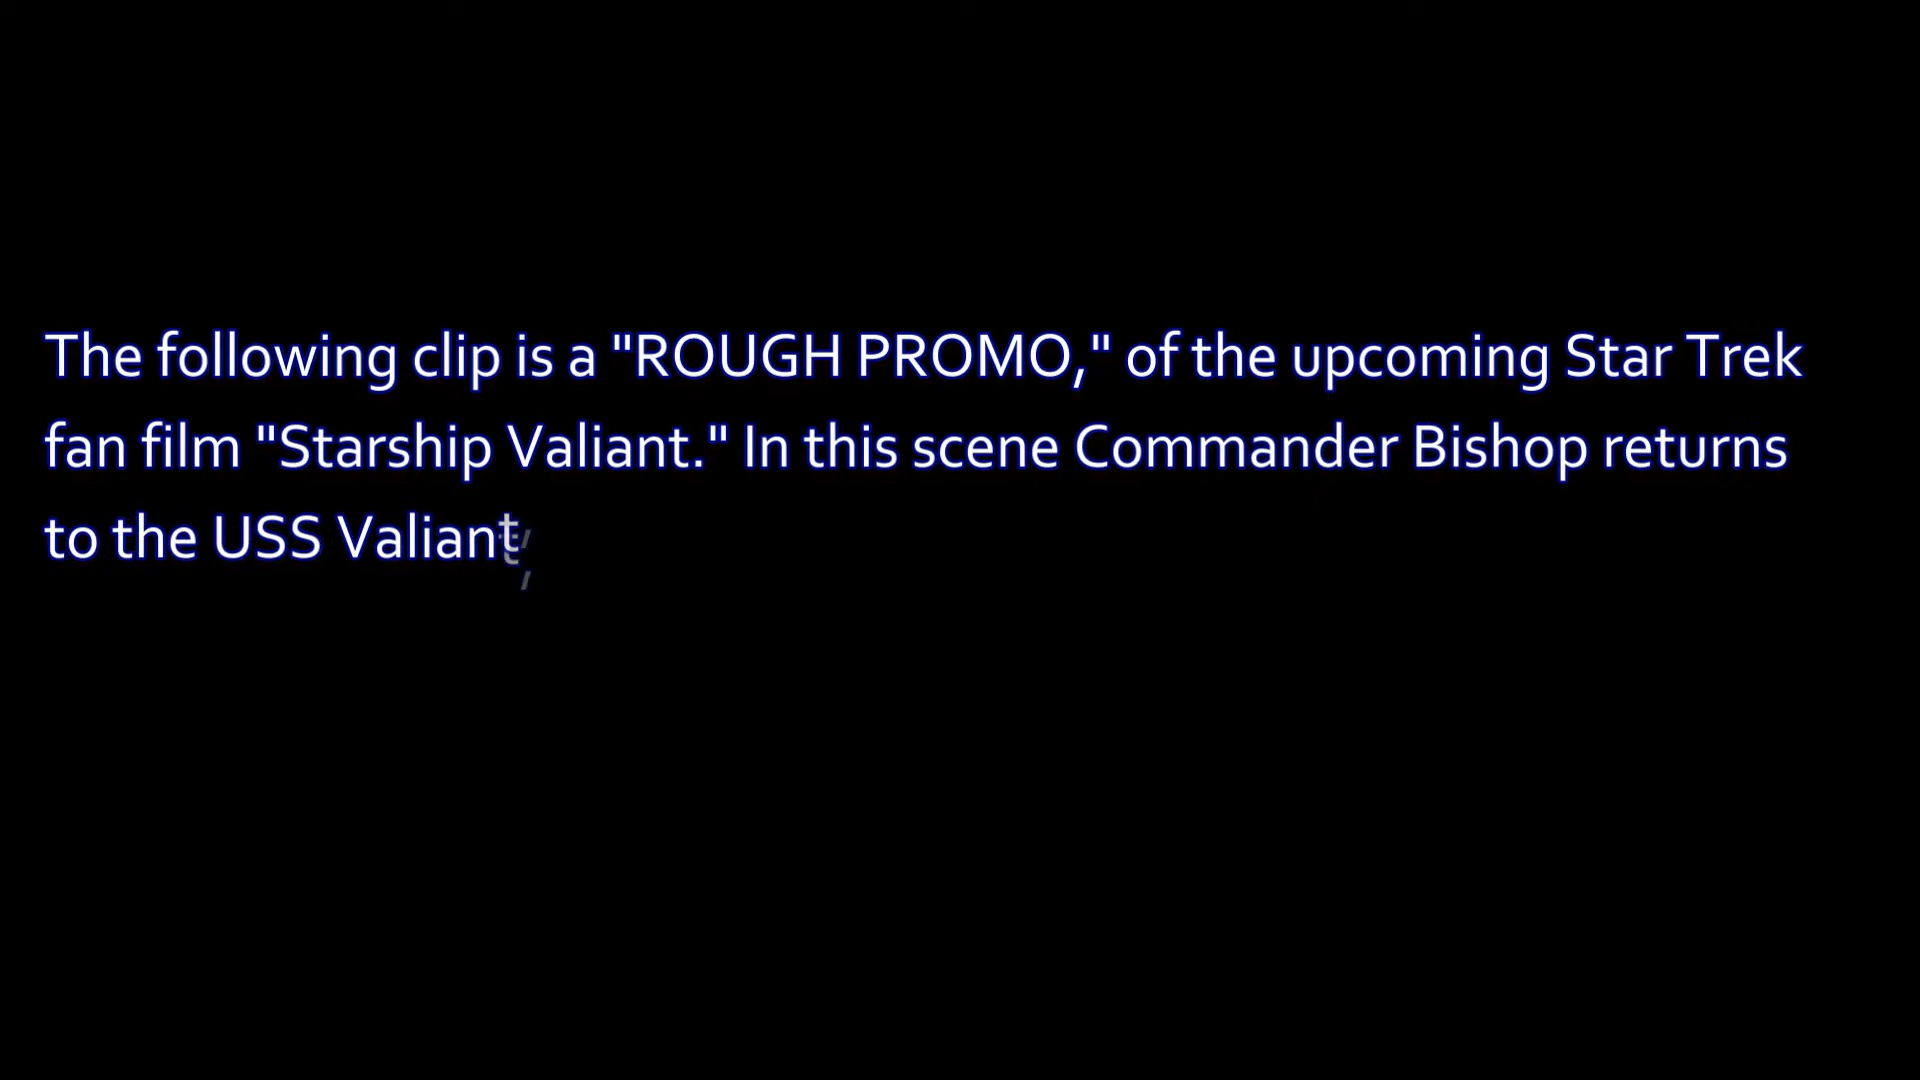 The following clip is a "ROUGH PROMO," of the upcoming Star Trek
fan film "Starship Valiant." In this scene Commander Bishop returns
to the USS Valiant,